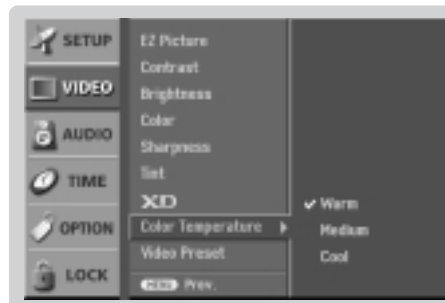 SETUP
VIDEO
AUDIO
TIME
OPTION
LOCK
EZ Picture
Contrast
Brightness
Color
Sharpness
Tint
XD
Color Temperature
Video Preset
MENU Prev.
Warm
Medium
Cool